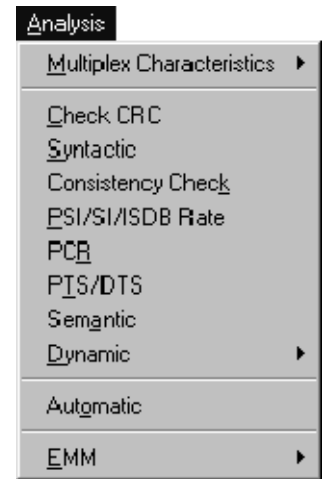 Analysis
Multiplex Characteristics
Check CRC
Syntactic
Consistency Check
PSI/SI/ISDB Rate
PCR
PTS/DTS
Semantic
Dynamic
Automatic
EMM